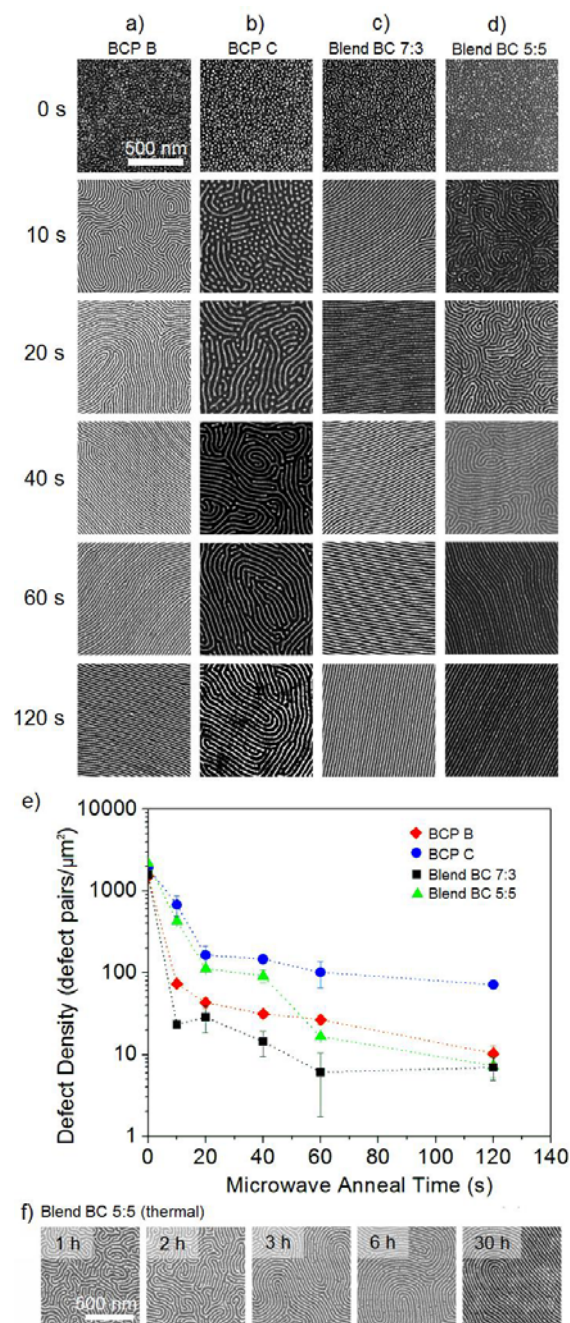 a) b) c) d)
BCP B BCP C Blend BC 7:3 Blend BC 5:5
0 s
500 nm
10 s
20 s
40 s
60 s
120 s
e)
10000
1000
100
10
1
Defect Density (defect pairs/μm²)
BCP B
BCP C
Blend BC 7:3
Blend BC 5:5
0 20 40 60 80 100 120 140
Microwave Anneal Time (s)
f) Blend BC 5:5 (thermal)
1 h 2 h 3 h 6 h 30 h
500 nm